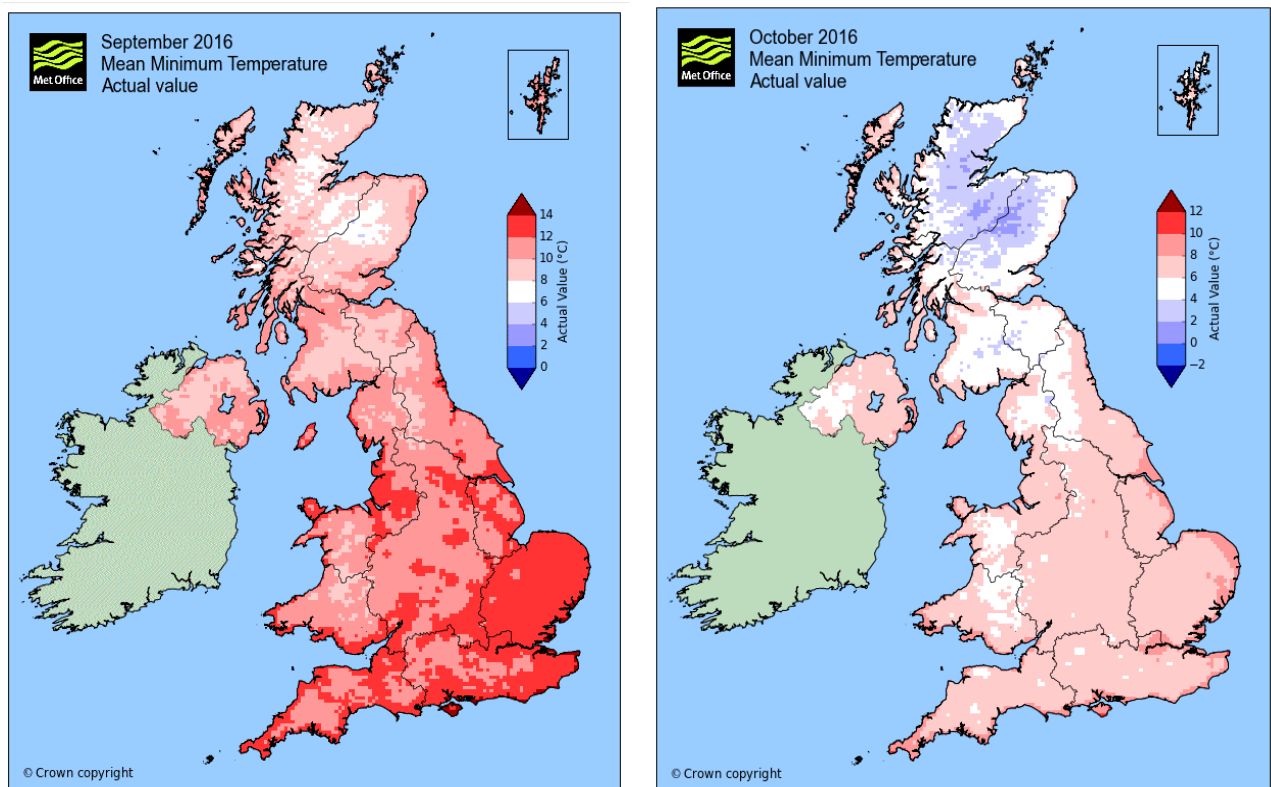 September 2016
Mean Minimum Temperature
Actual value
Met Office
14
12
10
8
6
4
2
0
Actual Value (°C)
© Crown copyright
October 2016
Mean Minimum Temperature
Actual value
Met Office
12
10
8
6
4
2
0
−2
Actual Value (°C)
© Crown copyright